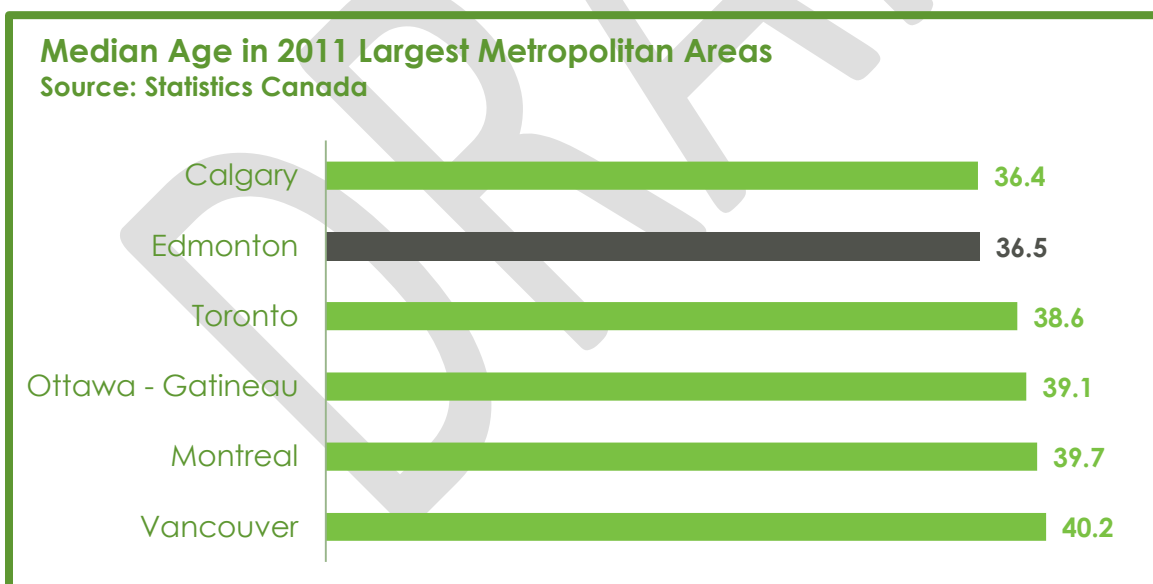 Median Age in 2011 Largest Metropolitan Areas
Source: Statistics Canada
Calgary 36.4
Edmonton 36.5
Toronto 38.6
Ottawa - Gatineau 39.1
Montreal 39.7
Vancouver 40.2